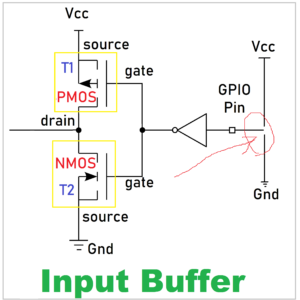 Vcc
source
T1
gate
PMOS
drain
NMOS
gate
T2
source
Gnd
Vcc
GPIO
Pin
Gnd
Input Buffer